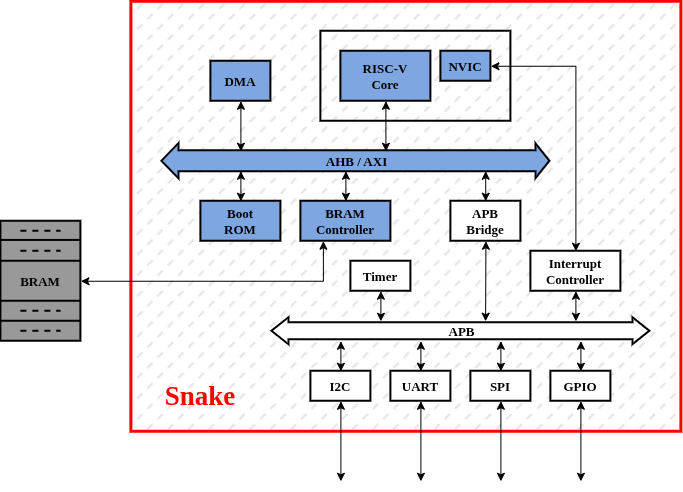 DMA
RISC-V
Core
NVIC
AHB / AXI
Boot
ROM
BRAM
Controller
APB
Bridge
Interrupt
Controller
BRAM
Timer
APB
I2C
UART
SPI
GPIO
Snake